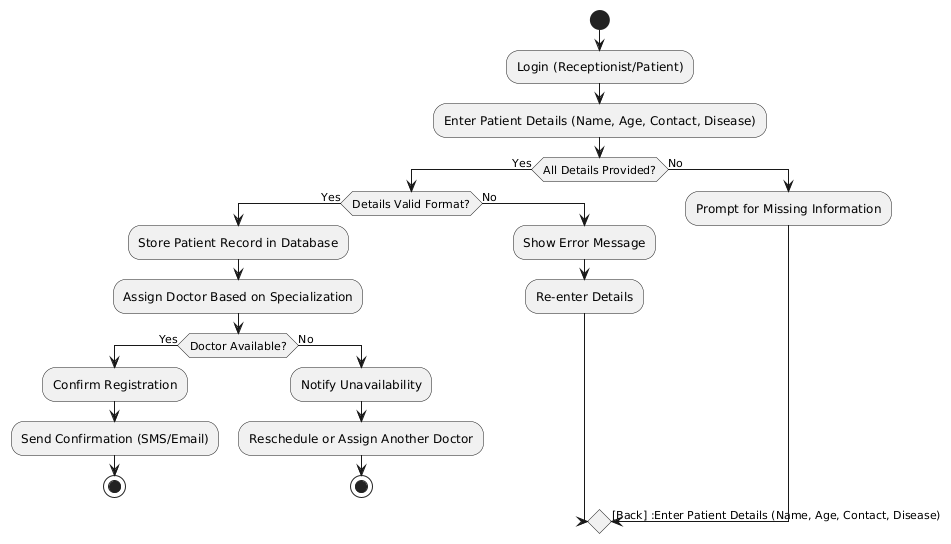 Login (Receptionist/Patient)
Enter Patient Details (Name, Age, Contact, Disease)
Yes
All Details Provided?
No
Yes
Details Valid Format?
No
Prompt for Missing Information
Store Patient Record in Database
Show Error Message
Assign Doctor Based on Specialization
Re-enter Details
Yes
Doctor Available?
No
Confirm Registration
Notify Unavailability
Send Confirmation (SMS/Email)
Reschedule or Assign Another Doctor
[Back] :Enter Patient Details (Name, Age, Contact, Disease)